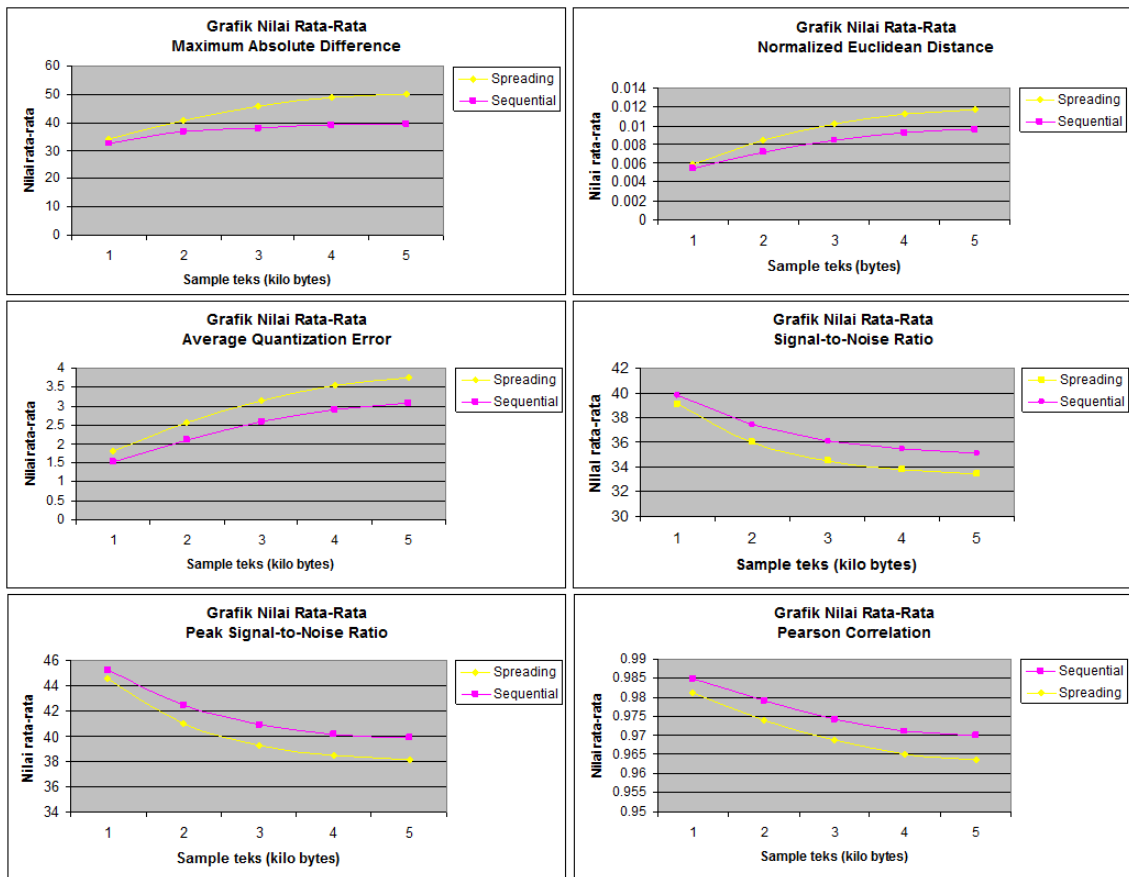 Grafik Nilai Rata-Rata
Maximum Absolute Difference
60
50
40
30
20
10
0
Nilai rata-rata
1 2 3 4 5
Sample teks (kilo bytes)
Spreading
Sequential
Grafik Nilai Rata-Rata
Normalized Euclidean Distance
0.014
0.012
0.01
0.008
0.006
0.004
0.002
0
Nilai rata-rata
1 2 3 4 5
Sample teks (bytes)
Spreading
Sequential
Grafik Nilai Rata-Rata
Average Quantization Error
4
3.5
3
2.5
2
1.5
1
0.5
0
Nilai rata-rata
1 2 3 4 5
Sample teks (kilo bytes)
Spreading
Sequential
Grafik Nilai Rata-Rata
Signal-to-Noise Ratio
42
40
38
36
34
32
30
Nilai rata-rata
1 2 3 4 5
Sample teks (kilo bytes)
Spreading
Sequential
Grafik Nilai Rata-Rata
Peak Signal-to-Noise Ratio
46
44
42
40
38
36
34
Nilai rata-rata
1 2 3 4 5
Sample teks (kilo bytes)
Spreading
Sequential
Grafik Nilai Rata-Rata
Pearson Correlation
0.99
0.985
0.98
0.975
0.97
0.965
0.96
0.955
0.95
Nilai rata-rata
1 2 3 4 5
Sample teks (kilo bytes)
Sequential
Spreading